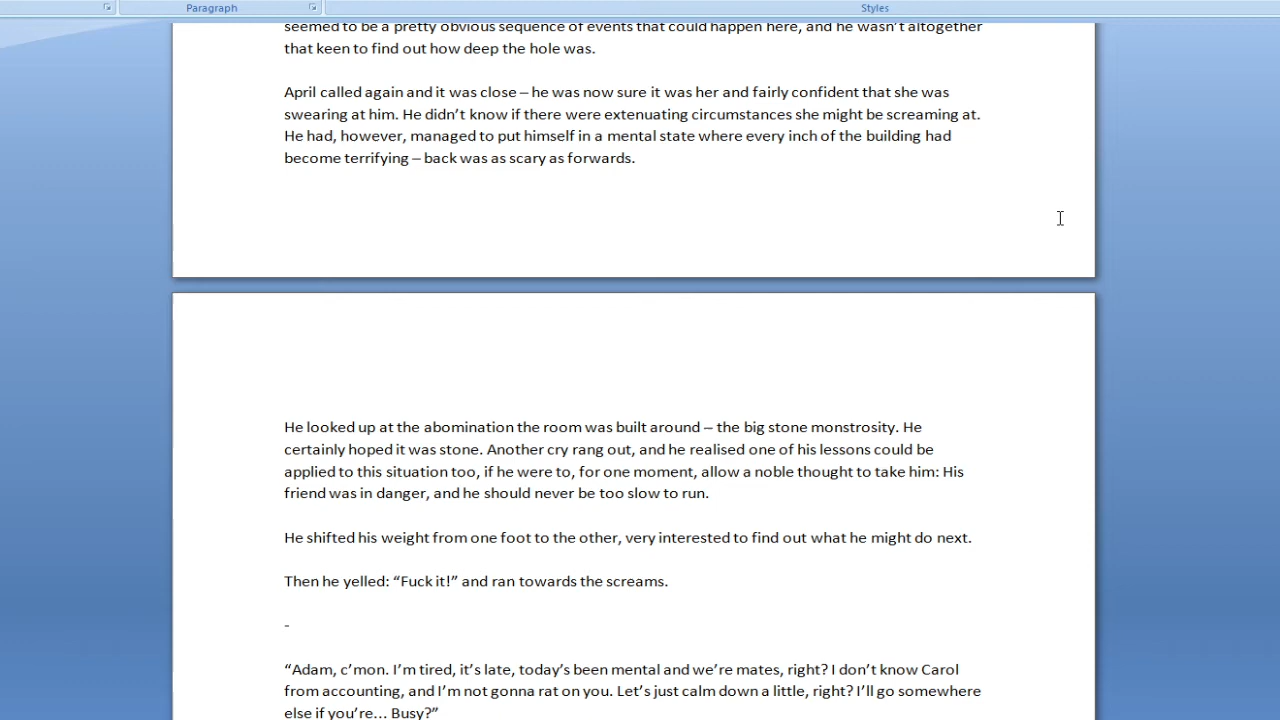 Paragraph
Styles
seemed to be a pretty obvious sequence of events that could happen here, and he wasn’t altogether
that keen to find out how deep the hole was.
April called again and it was close – he was now sure it was her and fairly confident that she was
swearing at him. He didn’t know if there were extenuating circumstances she might be screaming at.
He had, however, managed to put himself in a mental state where every inch of the building had
become terrifying – back was as scary as forwards.
He looked up at the abomination the room was built around – the big stone monstrosity. He
certainly hoped it was stone. Another cry rang out, and he realised one of his lessons could be
applied to this situation too, if he were to, for one moment, allow a noble thought to take him: His
friend was in danger, and he should never be too slow to run.
He shifted his weight from one foot to the other, very interested to find out what he might do next.
Then he yelled: “Fuck it!” and ran towards the screams.
-
“Adam, c’mon. I’m tired, it’s late, today’s been mental and we’re mates, right? I don’t know Carol
from accounting, and I’m not gonna rat on you. Let’s just calm down a little, right? I’ll go somewhere
else if you’re... Busy?”